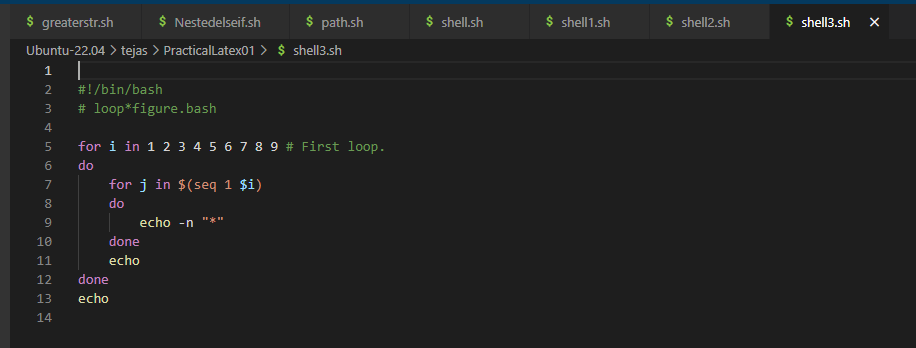 $ greaterstr.sh $ Nestedelseif.sh $ path.sh $ shell.sh $ shell1.sh $ shell2.sh $ shell3.sh ×
Ubuntu-22.04 > tejas > PracticalLatex01 > $ shell3.sh
1
2 #!/bin/bash
3 # loop*figure.bash
4
5 for i in 1 2 3 4 5 6 7 8 9 # First loop.
6 do
7     for j in $(seq 1 $i)
8     do
9         echo -n "*"
10     done
11     echo
12 done
13 echo
14